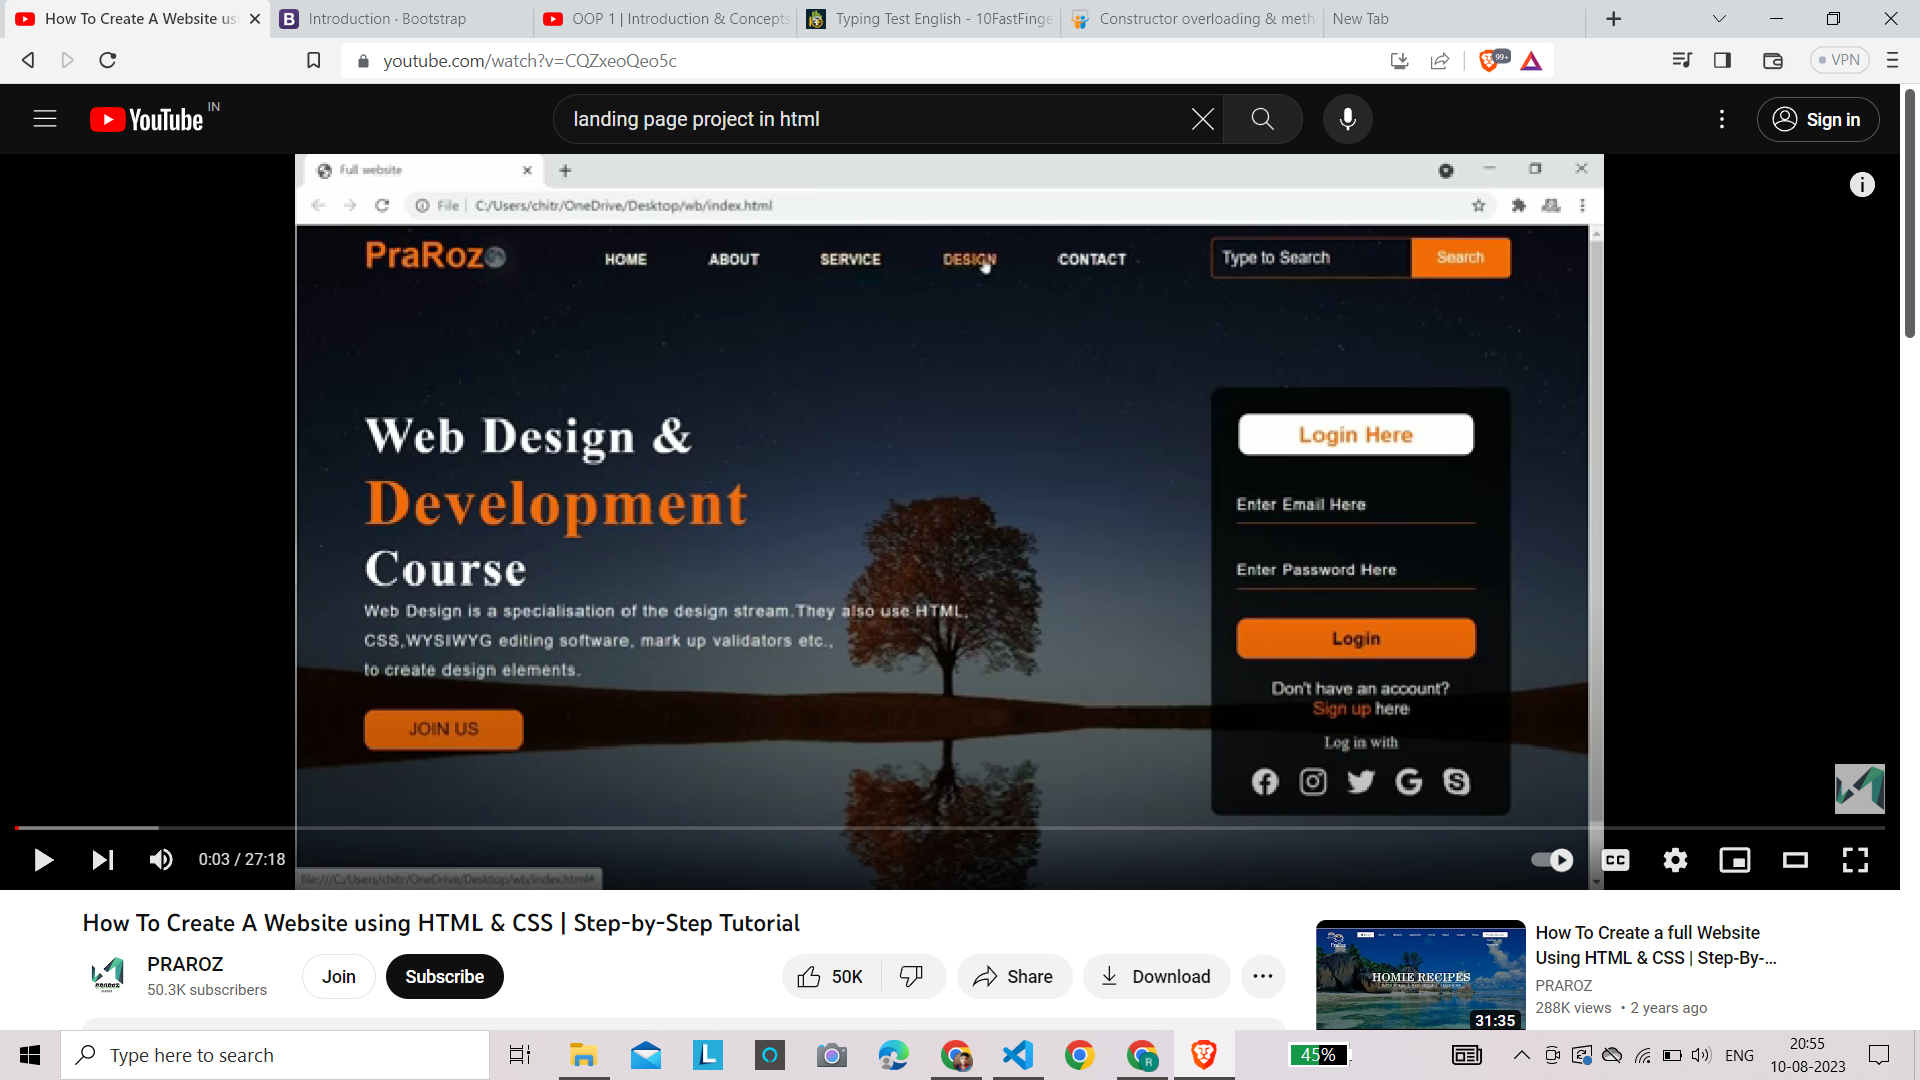 How To Create A Website us
Introduction · Bootstrap
OOP 1 | Introduction & Concepts
Typing Test English - 10FastFinge
Constructor overloading & meth
New Tab
youtube.com/watch?v=CQZxeoQeo5c
99+
VPN
YouTube IN
landing page project in html
Sign in
Full website
File | C:/Users/chitr/OneDrive/Desktop/wb/index.html
PraRoz
HOME
ABOUT
SERVICE
DESIGN
CONTACT
Type to Search
Search
Web Design &
Development
Course
Web Design is a specialisation of the design stream.They also use HTML,
CSS,WYSIWYG editing software, mark up validators etc.,
to create design elements.
JOIN US
Login Here
Enter Email Here
Enter Password Here
Login
Don't have an account?
Sign up here
Log in with
0:03 / 27:18
CC
file:///C:/Users/chitr/OneDrive/Desktop/wb/index.html#
How To Create A Website using HTML & CSS | Step-by-Step Tutorial
PRAROZ
50.3K subscribers
Join
Subscribe
50K
Share
Download
HOMIE RECIPES
31:35
How To Create a full Website
Using HTML & CSS | Step-By-...
PRAROZ
288K views • 2 years ago
Type here to search
45%
ENG
20:55
10-08-2023